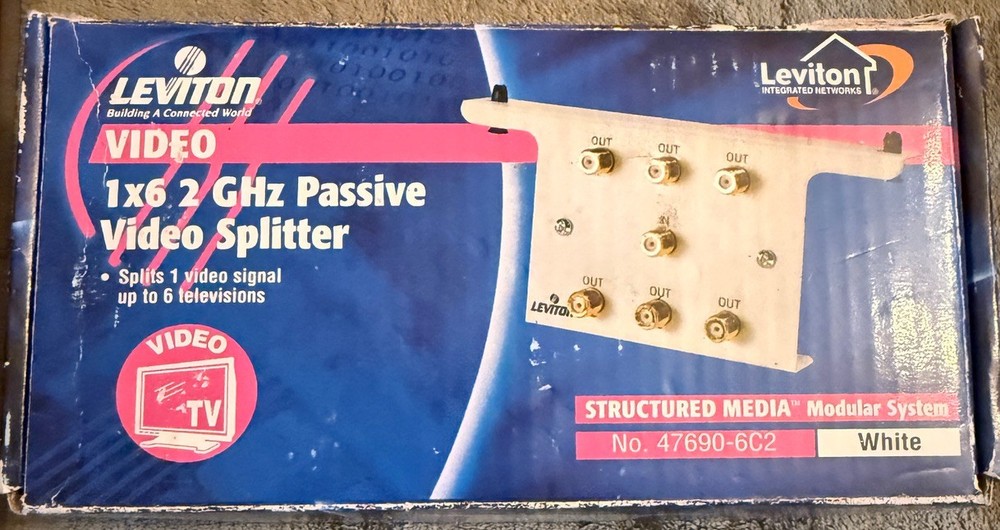 LEVITON®
Building A Connected World
VIDEO
1x6 2 GHz Passive
Video Splitter
• Splits 1 video signal
up to 6 televisions
VIDEO
TV
Leviton®
INTEGRATED NETWORKS
OUT
OUT
OUT
IN
OUT
OUT
OUT
LEVITON
STRUCTURED MEDIA™ Modular System
No. 47690-6C2
White